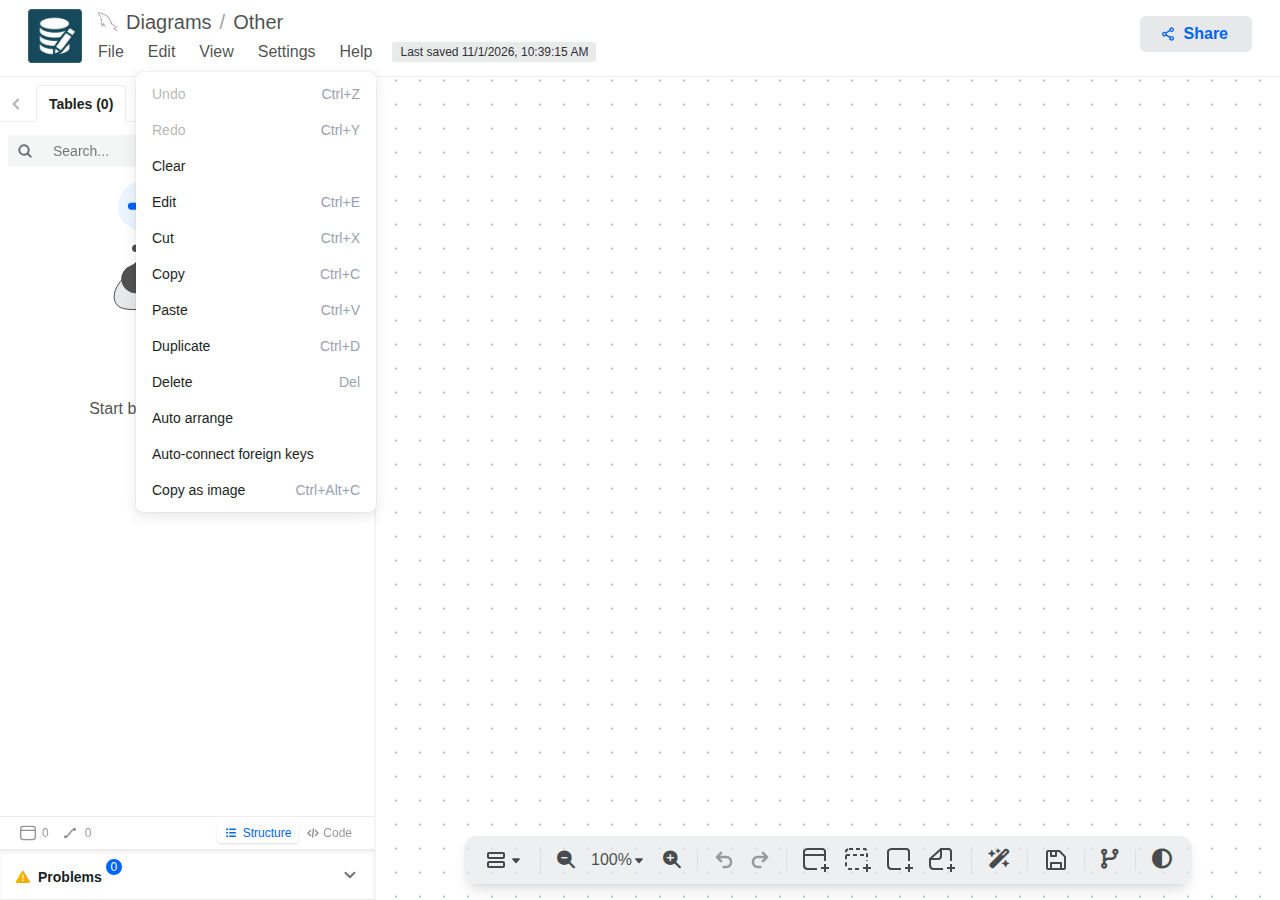 Diagrams / Other
File Edit View Settings Help Last saved 11/1/2026, 10:39:15 AM
Share
Tables (0)
Search...
Start b
Undo Ctrl+Z
Redo Ctrl+Y
Clear
Edit Ctrl+E
Cut Ctrl+X
Copy Ctrl+C
Paste Ctrl+V
Duplicate Ctrl+D
Delete Del
Auto arrange
Auto-connect foreign keys
Copy as image Ctrl+Alt+C
0 0 Structure Code
Problems 0
100%